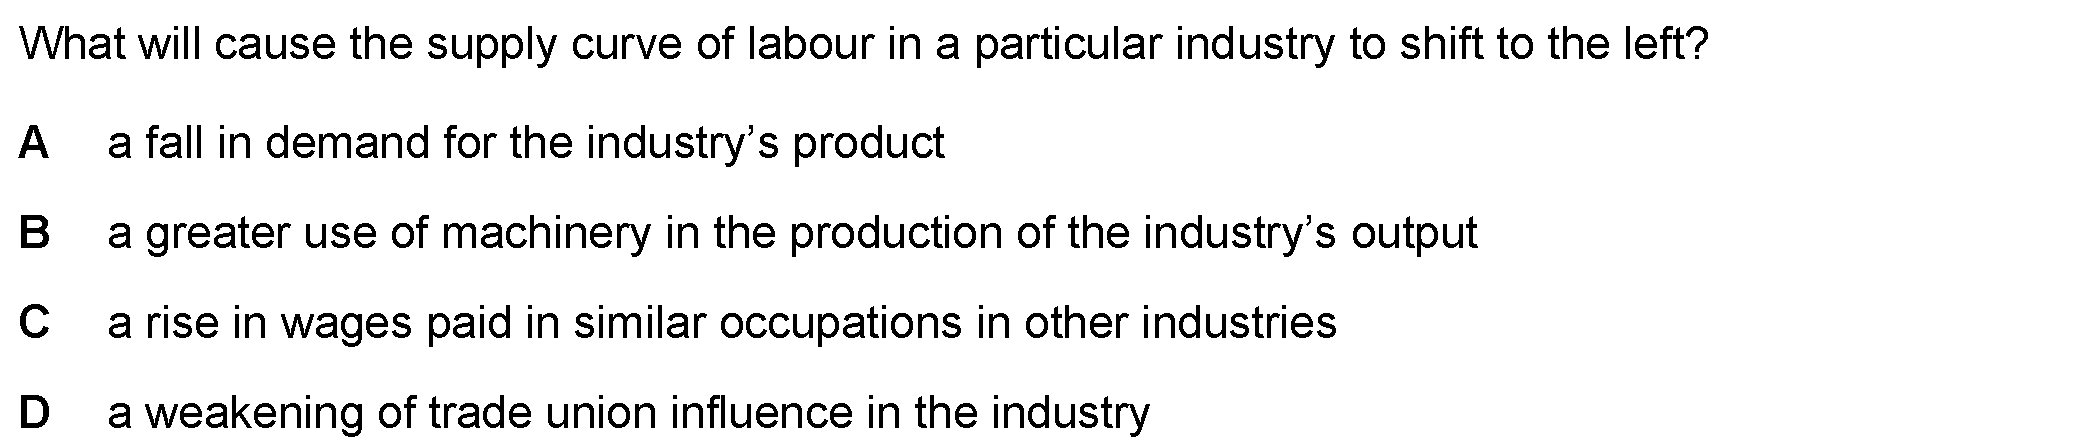 What will cause the supply curve of labour in a particular industry to shift to the left?
A a fall in demand for the industry’s product
B a greater use of machinery in the production of the industry’s output
C a rise in wages paid in similar occupations in other industries
D a weakening of trade union influence in the industry